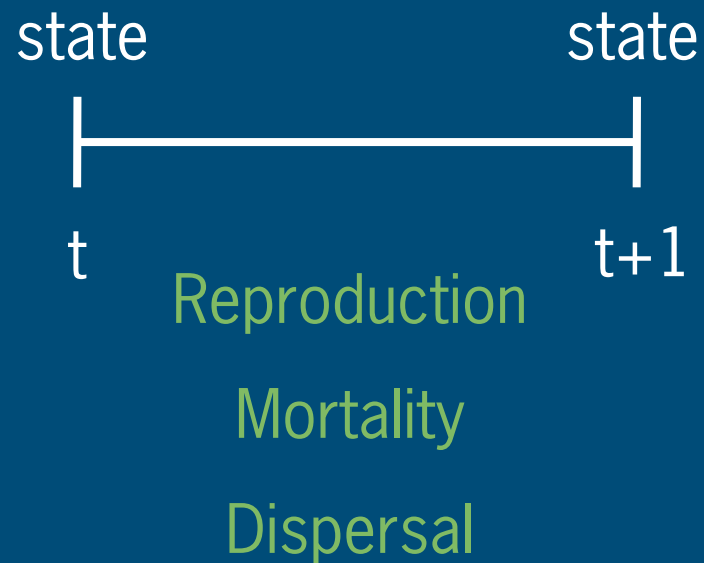 state state
t t+1
Reproduction
Mortality
Dispersal